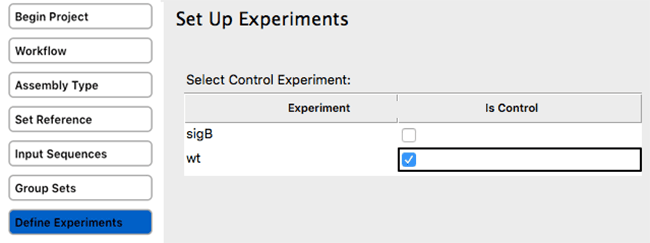 Begin Project
Workflow
Assembly Type
Set Reference
Input Sequences
Group Sets
Define Experiments
Set Up Experiments
Select Control Experiment:
Experiment Is Control
sigB
wt